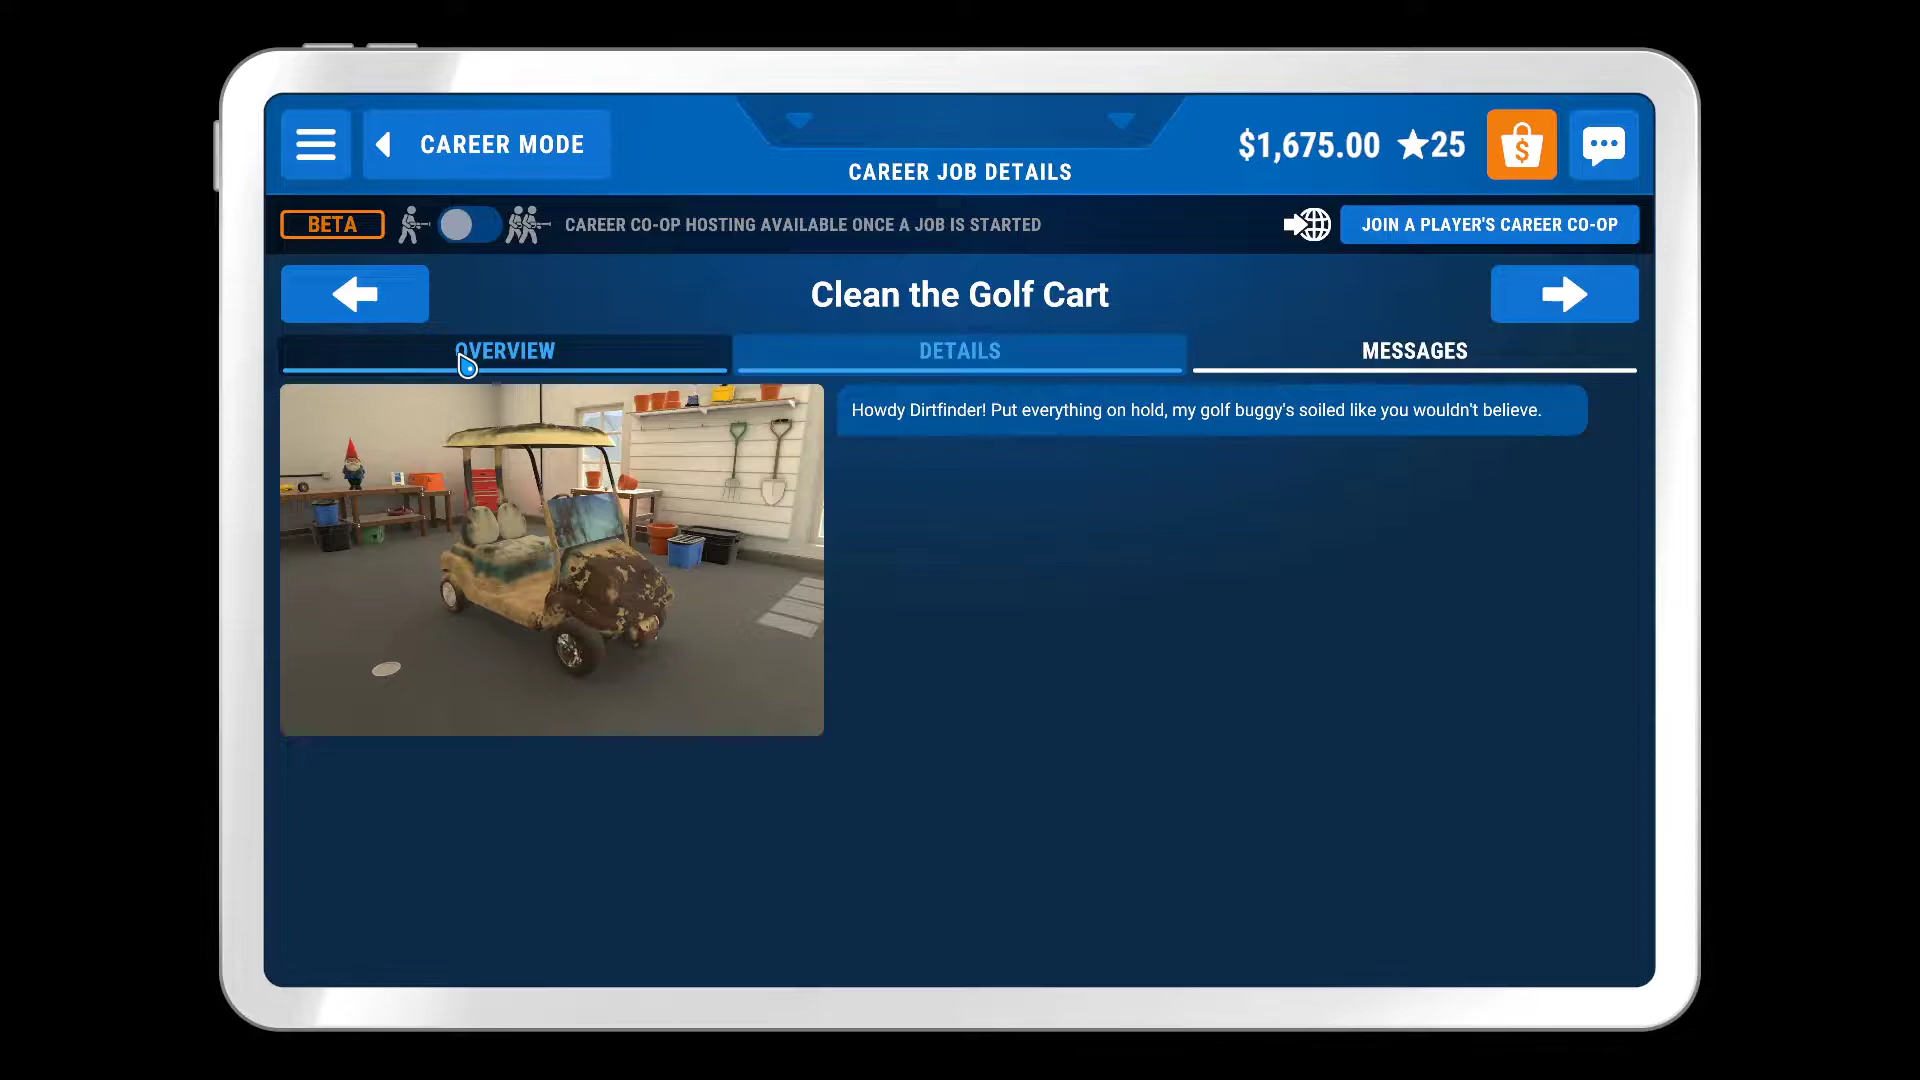 CAREER MODE
CAREER JOB DETAILS
$1,675.00 ★25
BETA
CAREER CO-OP HOSTING AVAILABLE ONCE A JOB IS STARTED
JOIN A PLAYER'S CAREER CO-OP
Clean the Golf Cart
OVERVIEW
DETAILS
MESSAGES
Howdy Dirtfinder! Put everything on hold, my golf buggy's soiled like you wouldn't believe.